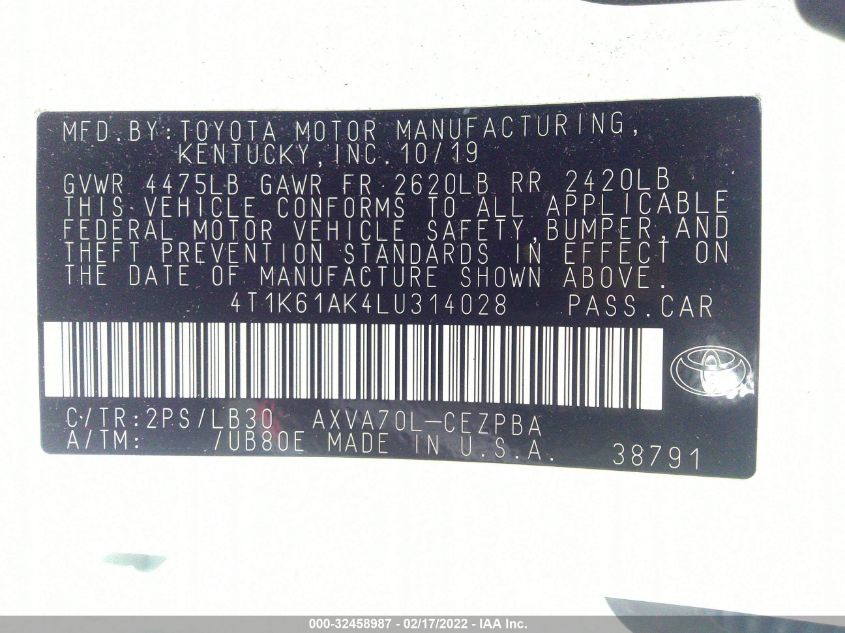 MFD.BY:TOYOTA MOTOR MANUFACTURING,
KENTUCKY,INC.10/19
GVWR 4475LB GAWR FR 2620LB RR 2420LB
THIS VEHICLE CONFORMS TO ALL APPLICABLE
FEDERAL MOTOR VEHICLE SAFETY,BUMPER,AND
THEFT PREVENTION STANDARDS IN EFFECT ON
THE DATE OF MANUFACTURE SHOWN ABOVE.
4T1K61AK4LU314028 PASS.CAR
C/TR:2PS/LB30 AXVA70L-CEZPBA
A/TM: /UB80E MADE IN U.S.A. 38791
000-32458987 - 02/17/2022 - IAAI.com